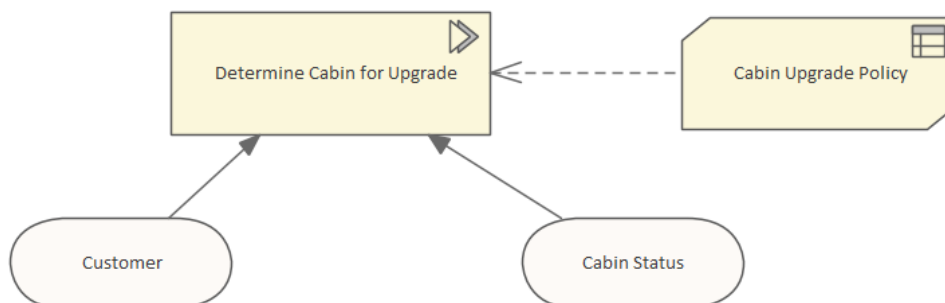 Determine Cabin for Upgrade
Cabin Upgrade Policy
Customer
Cabin Status